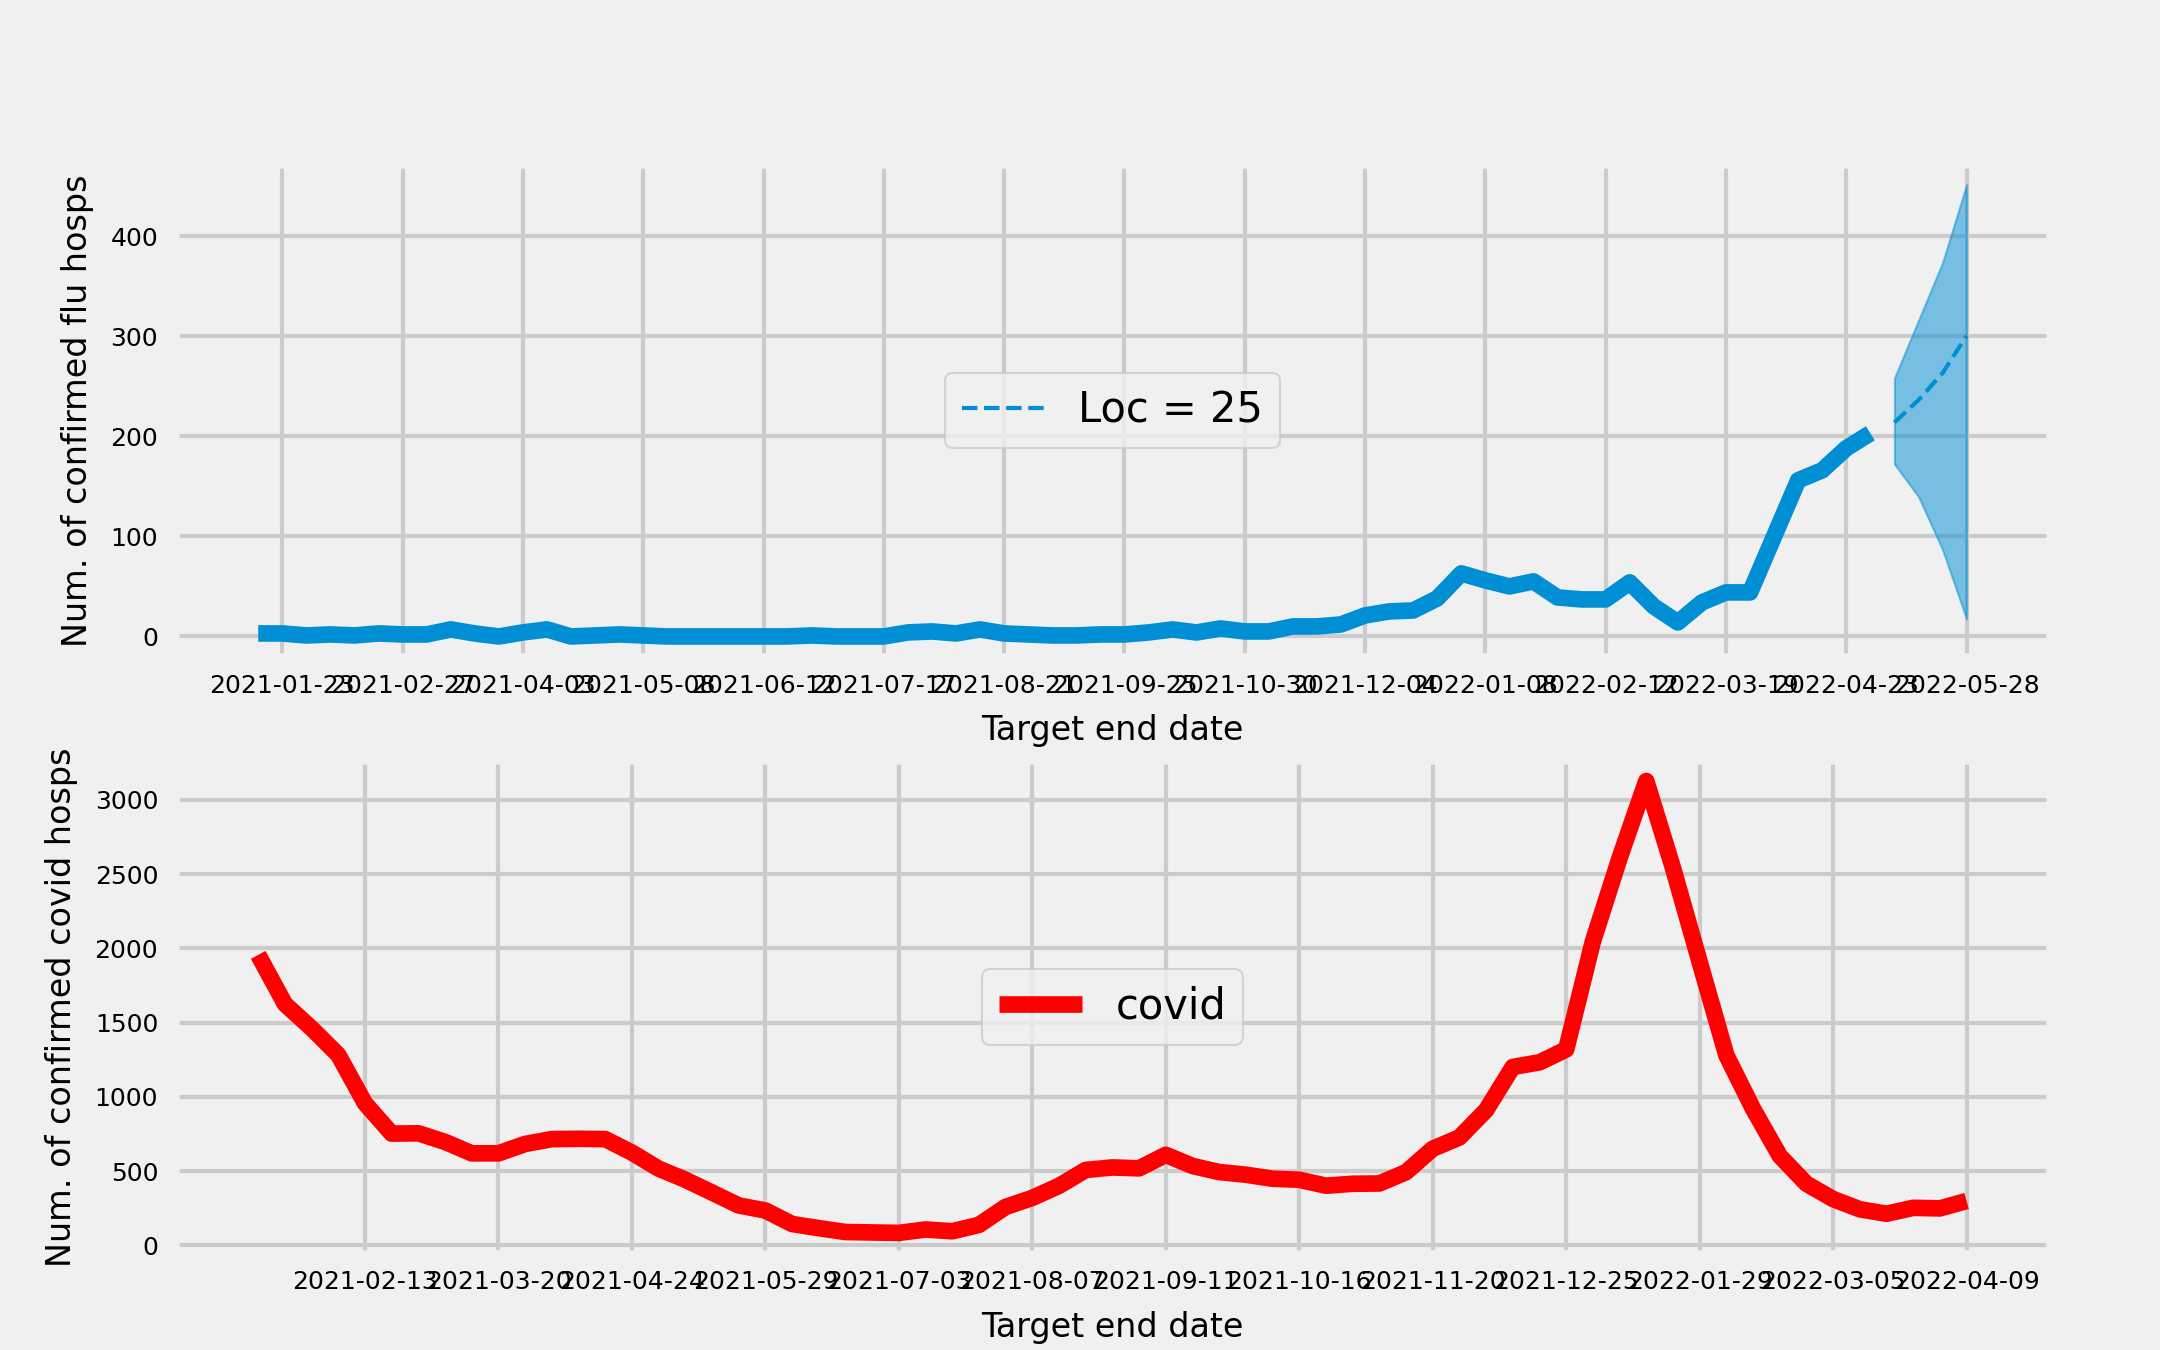 Num. of confirmed flu hosps
400
300
200
100
0
Loc = 25
2021-01-23 2021-02-27 2021-04-03 2021-05-08 2021-06-12 2021-07-17 2021-08-21 2021-09-25 2021-10-30 2021-12-04 2022-01-08 2022-02-12 2022-03-19 2022-04-23 2022-05-28
Target end date
Num. of confirmed covid hosps
3000
2500
2000
1500
1000
500
0
covid
2021-02-13 2021-03-20 2021-04-24 2021-05-29 2021-07-03 2021-08-07 2021-09-11 2021-10-16 2021-11-20 2021-12-25 2022-01-29 2022-03-05 2022-04-09
Target end date